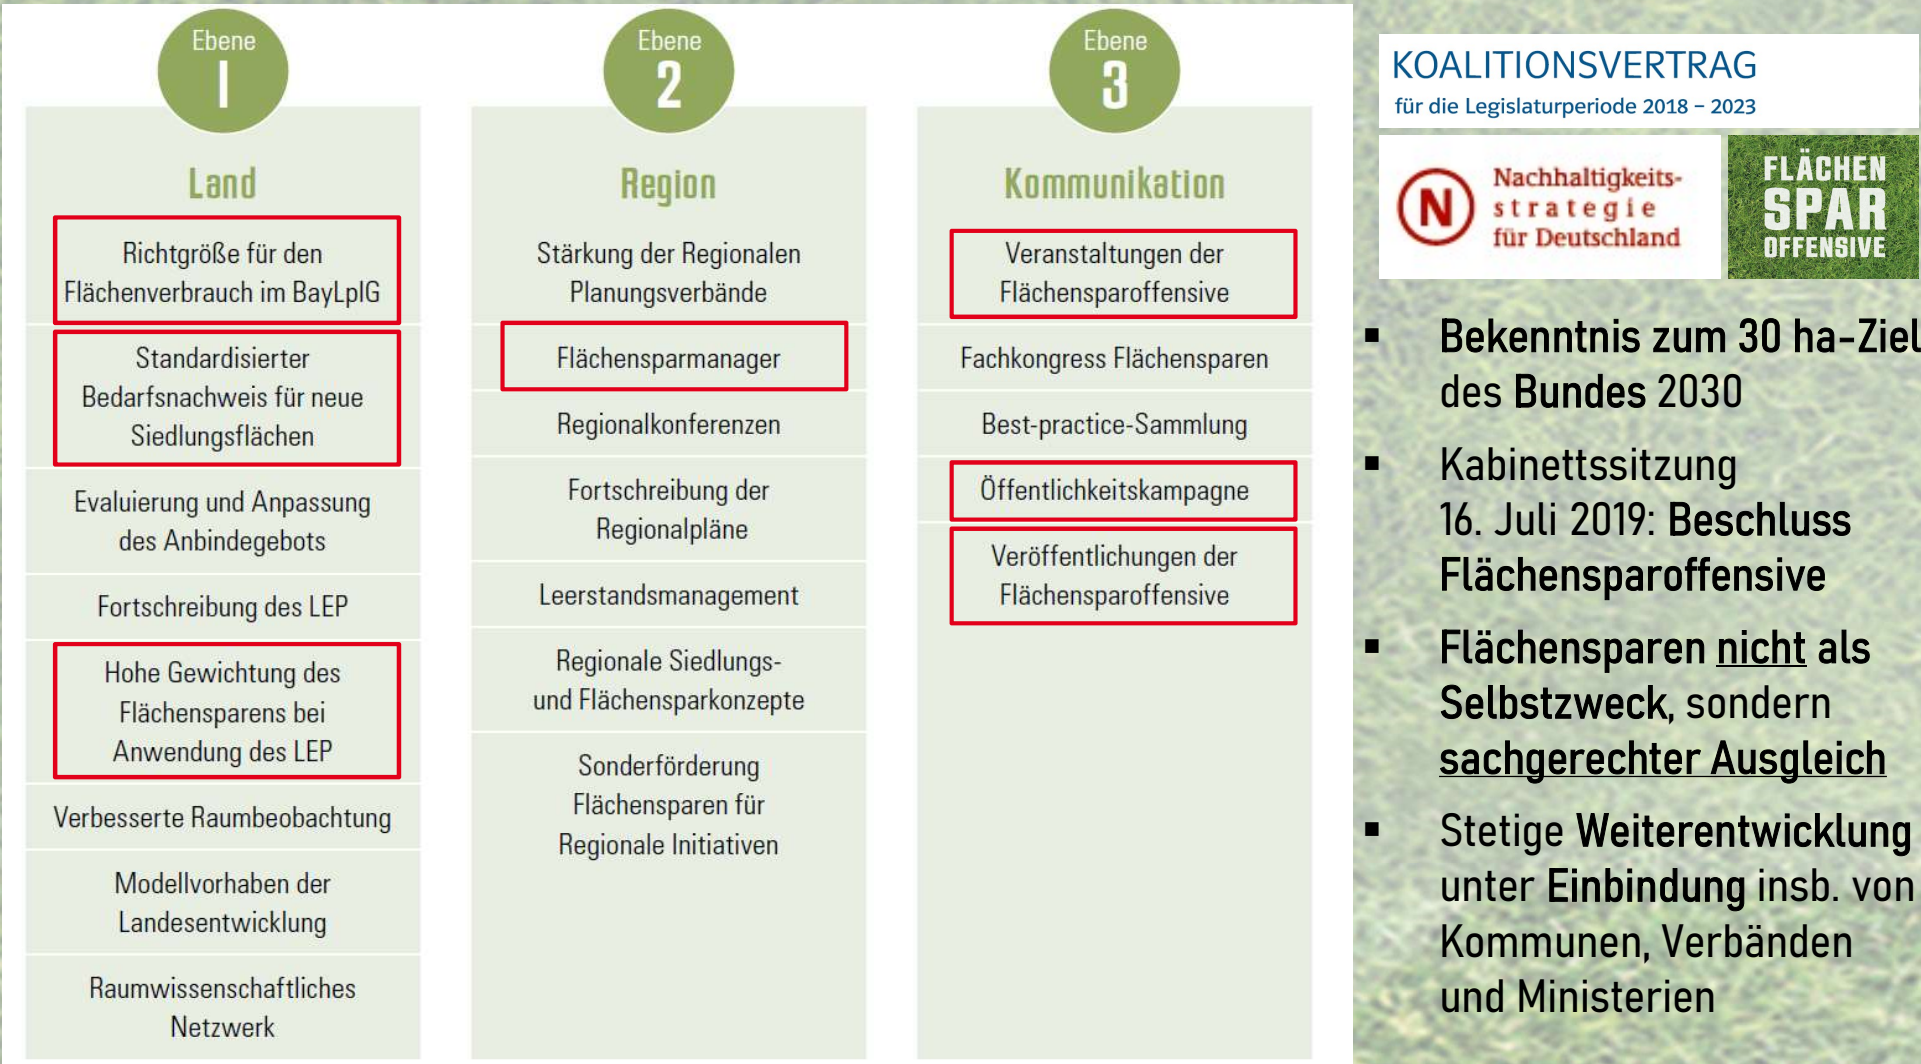 Ebene
1
Land
Richtgröße für den
Flächenverbrauch im BayLplG
Standardisierter
Bedarfsnachweis für neue
Siedlungsflächen
Evaluierung und Anpassung
des Anbindegebots
Fortschreibung des LEP
Hohe Gewichtung des
Flächensparens bei
Anwendung des LEP
Verbesserte Raumbeobachtung
Modellvorhaben der
Landesentwicklung
Raumwissenschaftliches
Netzwerk
Ebene
2
Region
Stärkung der Regionalen
Planungsverbände
Flächensparmanager
Regionalkonferenzen
Fortschreibung der
Regionalpläne
Leerstandsmanagement
Regionale Siedlungs-
und Flächensparkonzepte
Sonderförderung
Flächensparen für
Regionale Initiativen
Ebene
3
Kommunikation
Veranstaltungen der
Flächensparoffensive
Fachkongress Flächensparen
Best-practice-Sammlung
Öffentlichkeitskampagne
Veröffentlichungen der
Flächensparoffensive
KOALITIONSVERTRAG
für die Legislaturperiode 2018 – 2023
N
Nachhaltigkeits-
strategie
für Deutschland
FLÄCHEN
SPAR
OFFENSIVE
▪ Bekenntnis zum 30 ha-Ziel
des Bundes 2030
▪ Kabinettssitzung
16. Juli 2019: Beschluss
Flächensparoffensive
▪ Flächensparen nicht als
Selbstzweck, sondern
sachgerechter Ausgleich
▪ Stetige Weiterentwicklung
unter Einbindung insb. von
Kommunen, Verbänden
und Ministerien